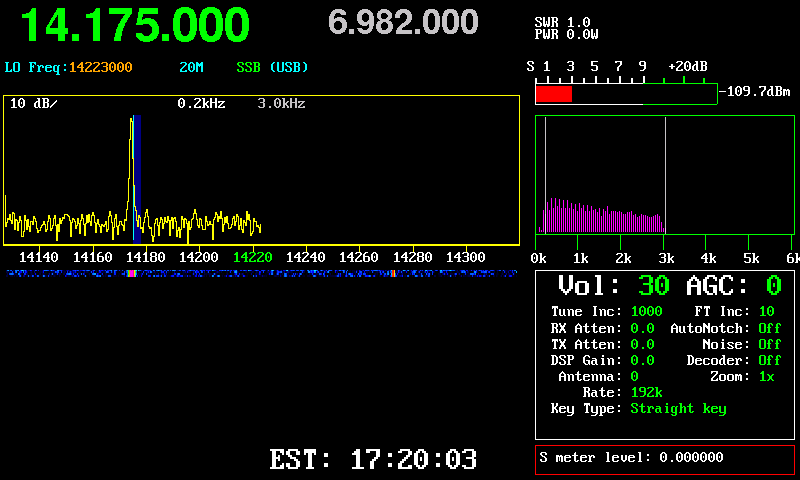 14.175.000 6.982.000
SWR 1.0
PWR 0.0W
LO Freq:14223000 20M SSB (USB)
S 1 3 5 7 9 +20dB
-109.7dBm
10 dB/ 0.2kHz 3.0kHz
14140 14160 14180 14200 14220 14240 14260 14280 14300
0k 1k 2k 3k 4k 5k 6k
Vol: 30 AGC: 0
Tune Inc: 1000 FT Inc: 10
RX Atten: 0.0 AutoNotch: Off
TX Atten: 0.0 Noise: Off
DSP Gain: 0.0 Decoder: Off
Antenna: 0 Zoom: 1x
Rate: 192k
Key Type: Straight key
EST: 17:20:03
S meter level: 0.000000